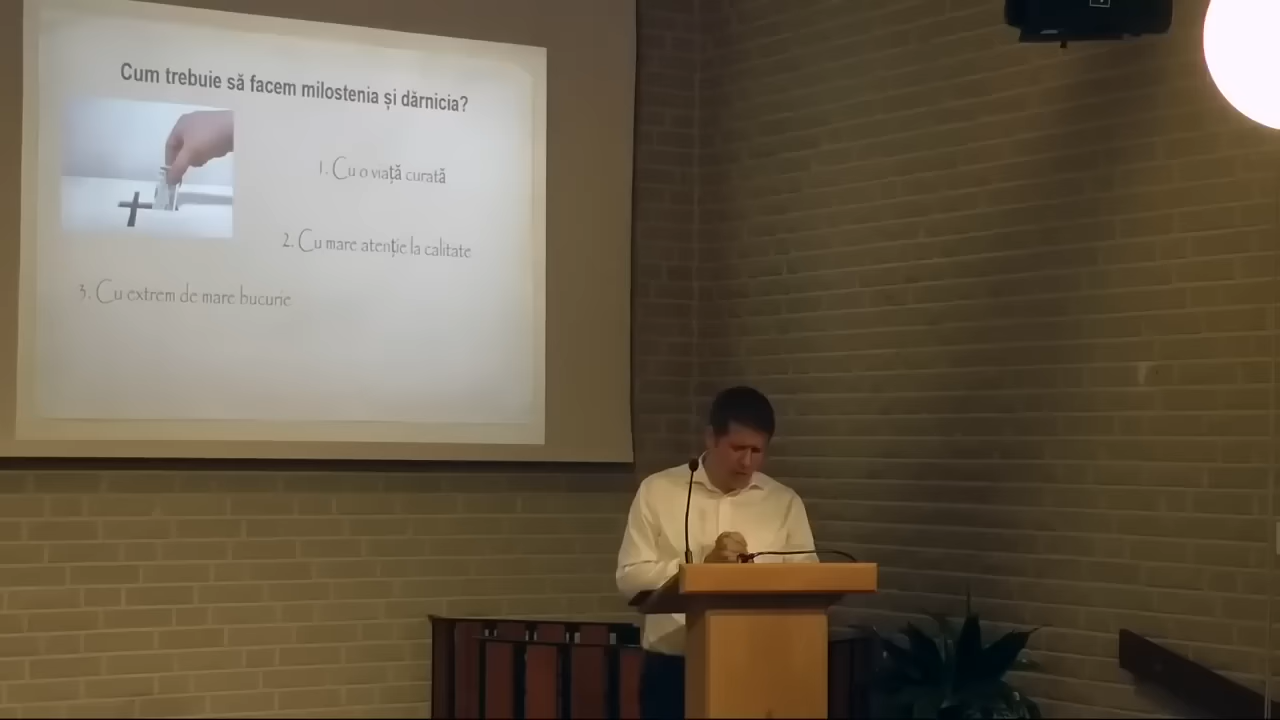 Cum trebuie să facem milostenia și dărnicia?
1. Cu o viață curată
2. Cu mare atenție la calitate
3. Cu extrem de mare bucurie